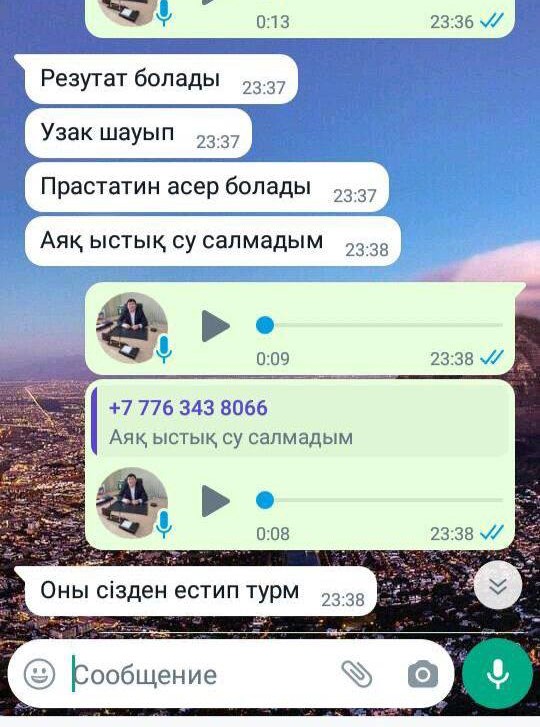 0:13 23:36
Резутат болады 23:37
Узак шауып 23:37
Прастатин асер болады 23:37
Аяқ ыстық су салмадым 23:38
0:09 23:38
+7 776 343 8066
Аяқ ыстық су салмадым
0:08 23:38
Оны сізден естип турм 23:38
Сообщение